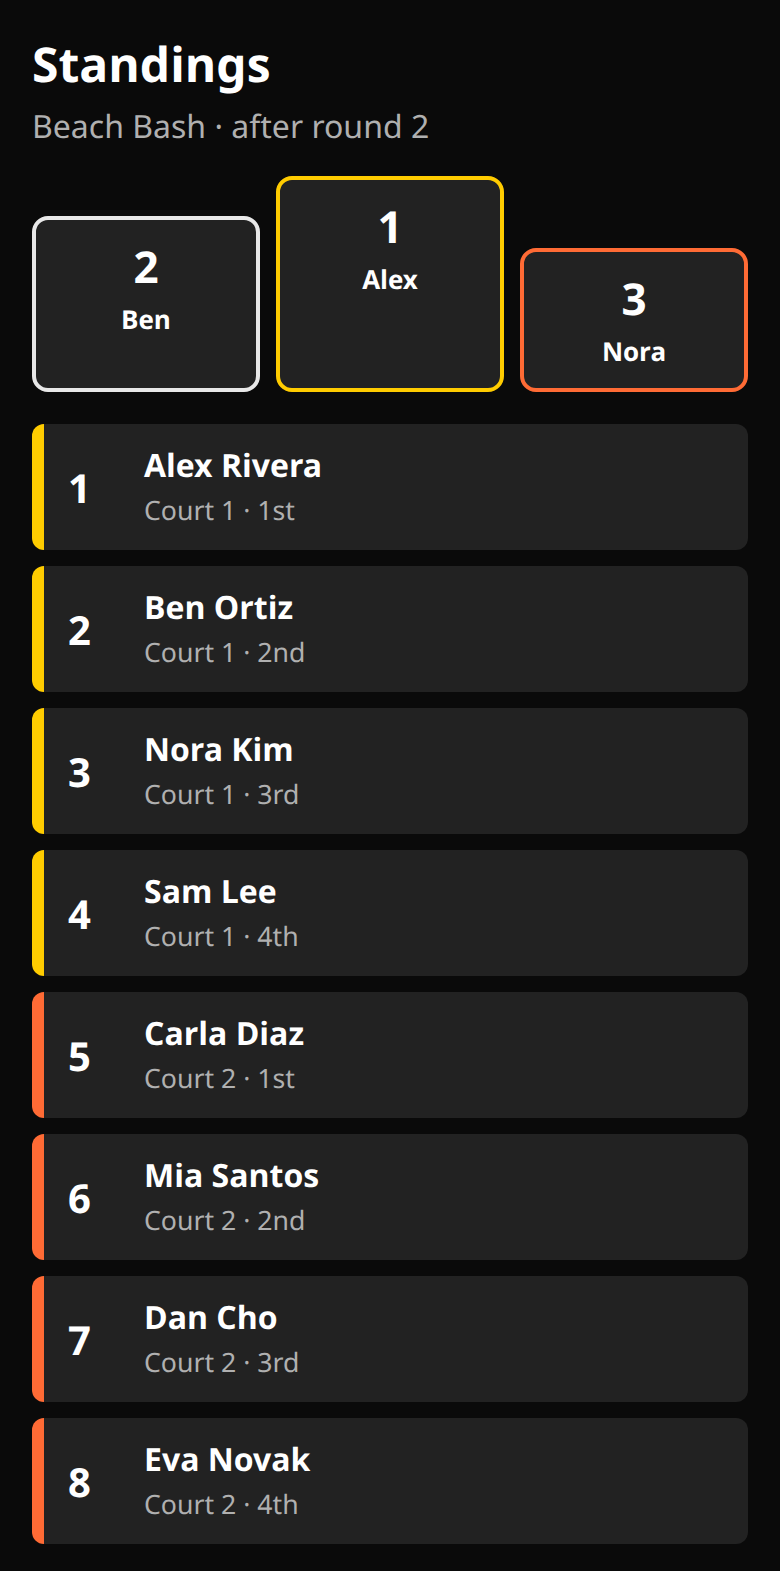 Standings
Beach Bash · after round 2
2
Ben
1
Alex
3
Nora
1
Alex Rivera
Court 1 · 1st
2
Ben Ortiz
Court 1 · 2nd
3
Nora Kim
Court 1 · 3rd
4
Sam Lee
Court 1 · 4th
5
Carla Diaz
Court 2 · 1st
6
Mia Santos
Court 2 · 2nd
7
Dan Cho
Court 2 · 3rd
8
Eva Novak
Court 2 · 4th